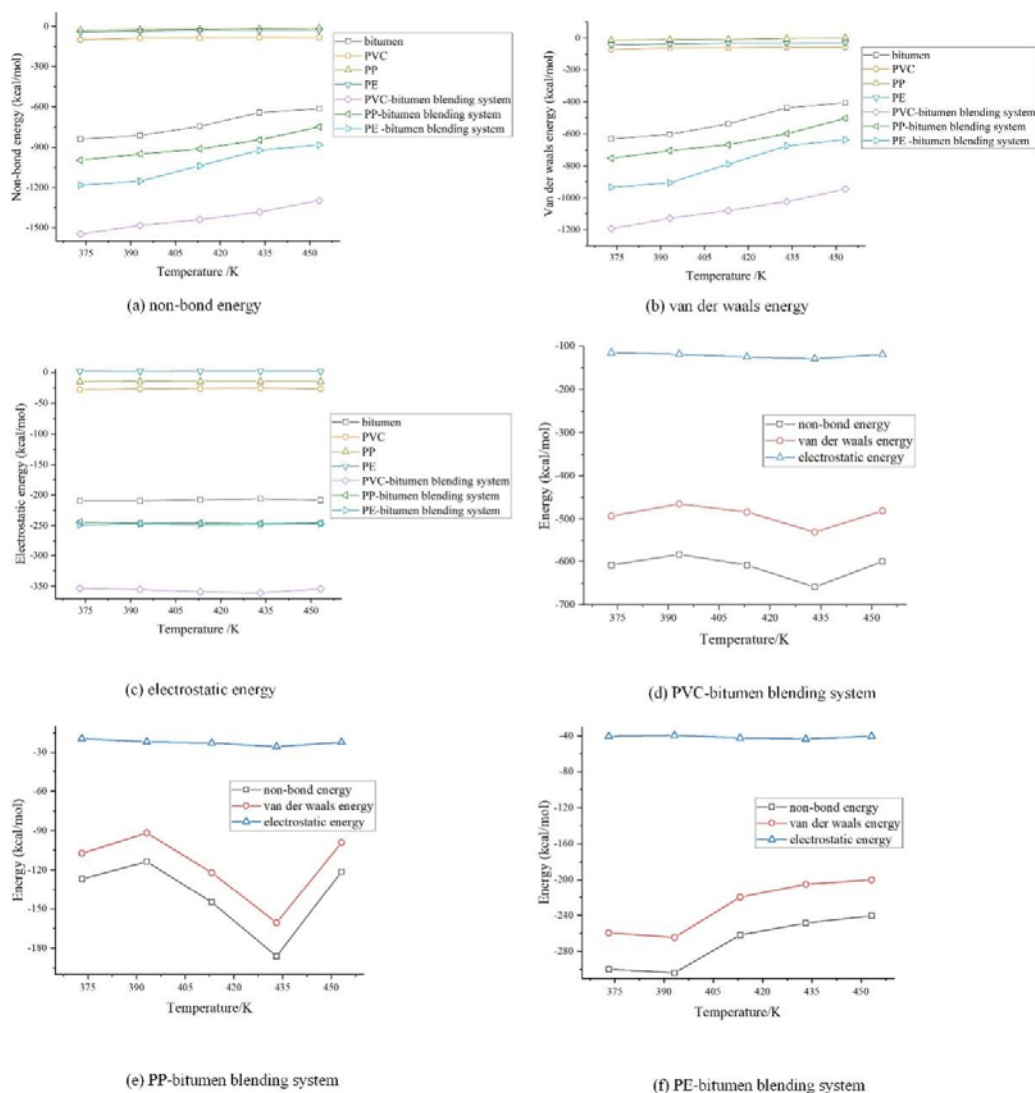 0
-300
-600
-900
-1200
-1500
Non-bond energy (kcal/mol)
bitumen
PVC
PP
PE
PVC-bitumen blending system
PP-bitumen blending system
PE -bitumen blending system
375 390 405 420 435 450
Temperature /K
(a) non-bond energy
0
-200
-400
-600
-800
-1000
-1200
Van der waals energy (kcal/mol)
bitumen
PVC
PP
PE
PVC-bitumen blending system
PP-bitumen blending system
PE -bitumen blending system
375 390 405 420 435 450
Temperature /K
(b) van der waals energy
0
-50
-100
-150
-200
-250
-300
-350
Electrostatic energy (kcal/mol)
bitumen
PVC
PP
PE
PVC-bitumen blending system
PP-bitumen blending system
PE-bitumen blending system
375 390 405 420 435 450
Temperature /K
(c) electrostatic energy
-100
-200
-300
-400
-500
-600
-700
Energy (kcal/mol)
non-bond energy
van der waals energy
electrostatic energy
375 390 405 420 435 450
Temperature/K
(d) PVC-bitumen blending system
-30
-60
-90
-120
-150
-180
Energy (kcal/mol)
non-bond energy
van der waals energy
electrostatic energy
375 390 405 420 435 450
Temperature/K
(e) PP-bitumen blending system
-40
-80
-120
-160
-200
-240
-280
Energy (kcal/mol)
non-bond energy
van der waals energy
electrostatic energy
375 390 405 420 435 450
Temperature/K
(f) PE-bitumen blending system